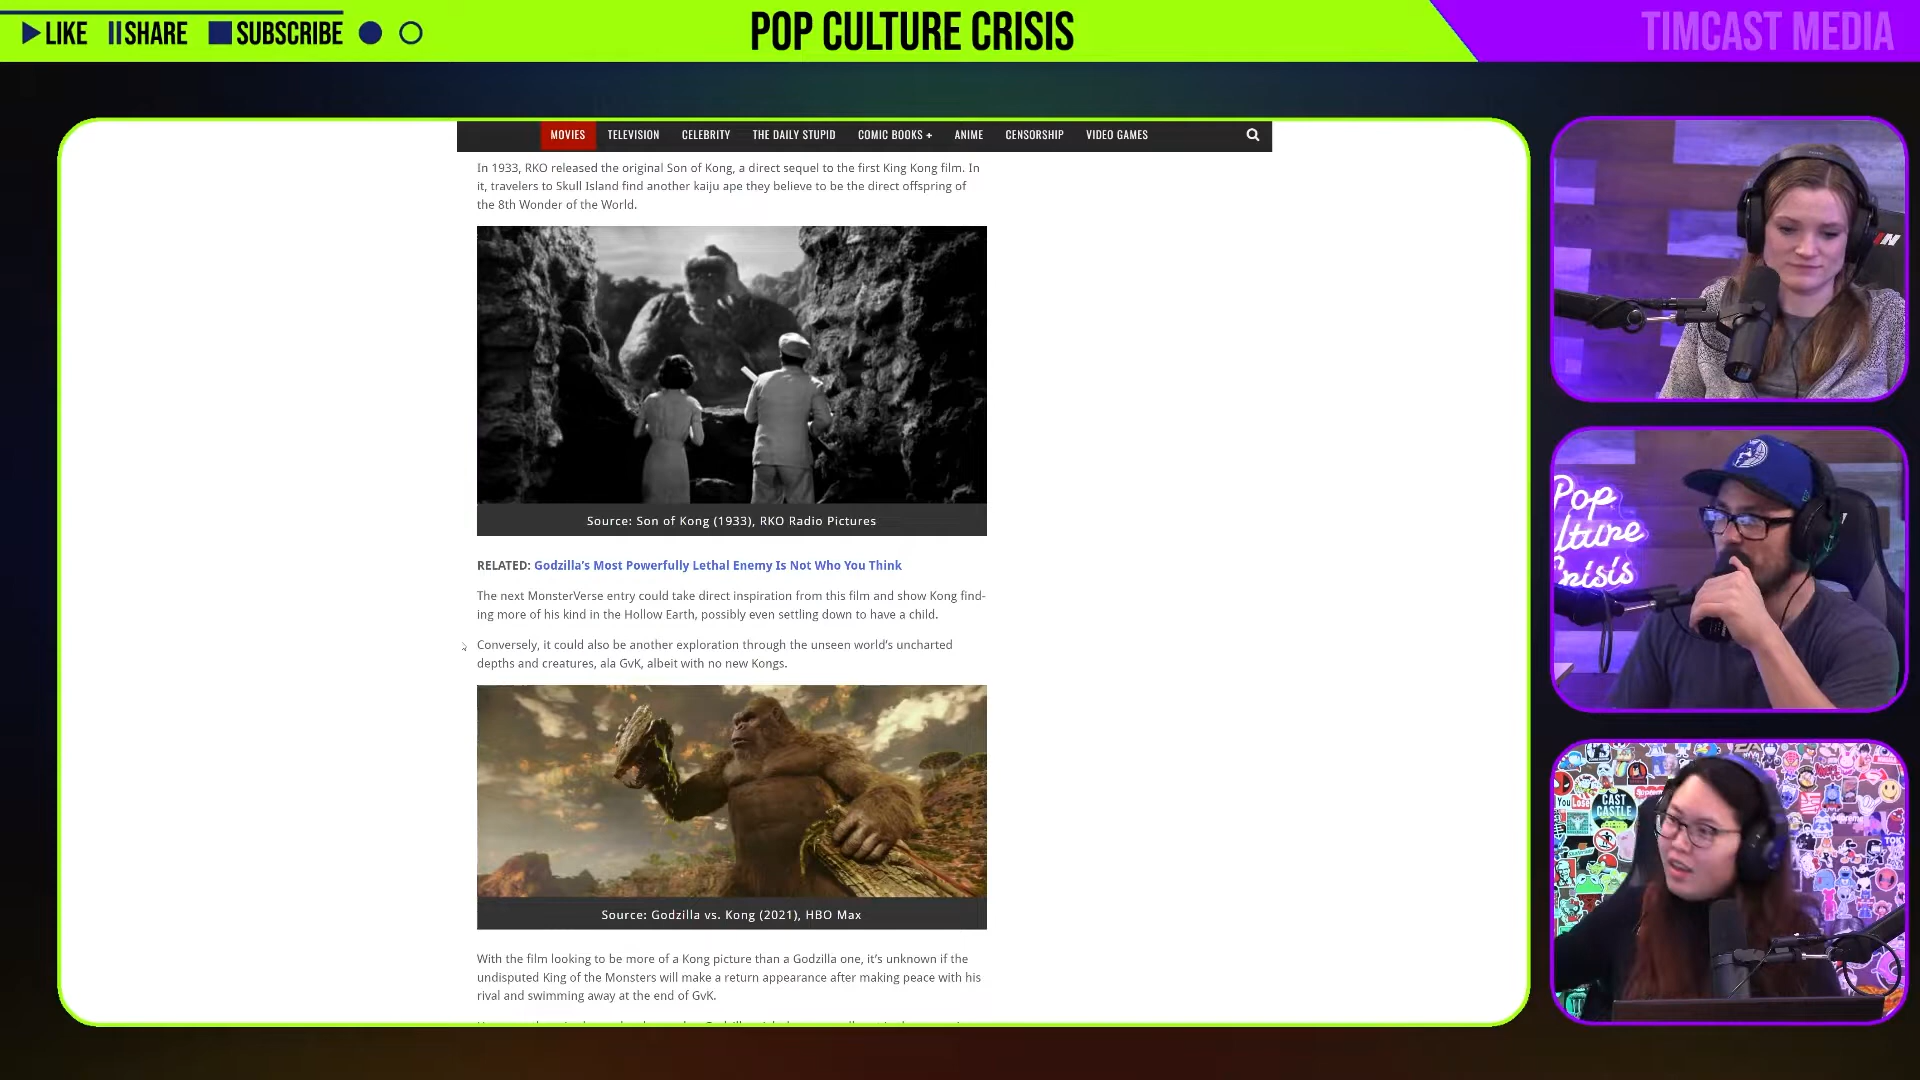 LIKE SHARE SUBSCRIBE
POP CULTURE CRISIS
TIMCAST MEDIA
MOVIES TELEVISION CELEBRITY THE DAILY STUPID COMIC BOOKS + ANIME CENSORSHIP VIDEO GAMES
In 1933, RKO released the original Son of Kong, a direct sequel to the first King Kong film. In
it, travelers to Skull Island find another kaiju ape they believe to be the direct offspring of
the 8th Wonder of the World.
Source: Son of Kong (1933), RKO Radio Pictures
RELATED: Godzilla's Most Powerfully Lethal Enemy Is Not Who You Think
The next MonsterVerse entry could take direct inspiration from this film and show Kong find-
ing more of his kind in the Hollow Earth, possibly even settling down to have a child.
Conversely, it could also be another exploration through the unseen world's uncharted
depths and creatures, ala GvK, albeit with no new Kongs.
Source: Godzilla vs. Kong (2021), HBO Max
With the film looking to be more of a Kong picture than a Godzilla one, it's unknown if the
undisputed King of the Monsters will make a return appearance after making peace with his
rival and swimming away at the end of GvK.
Pop
lture
risis
You Lose
CAST
CASTLE
Supreme